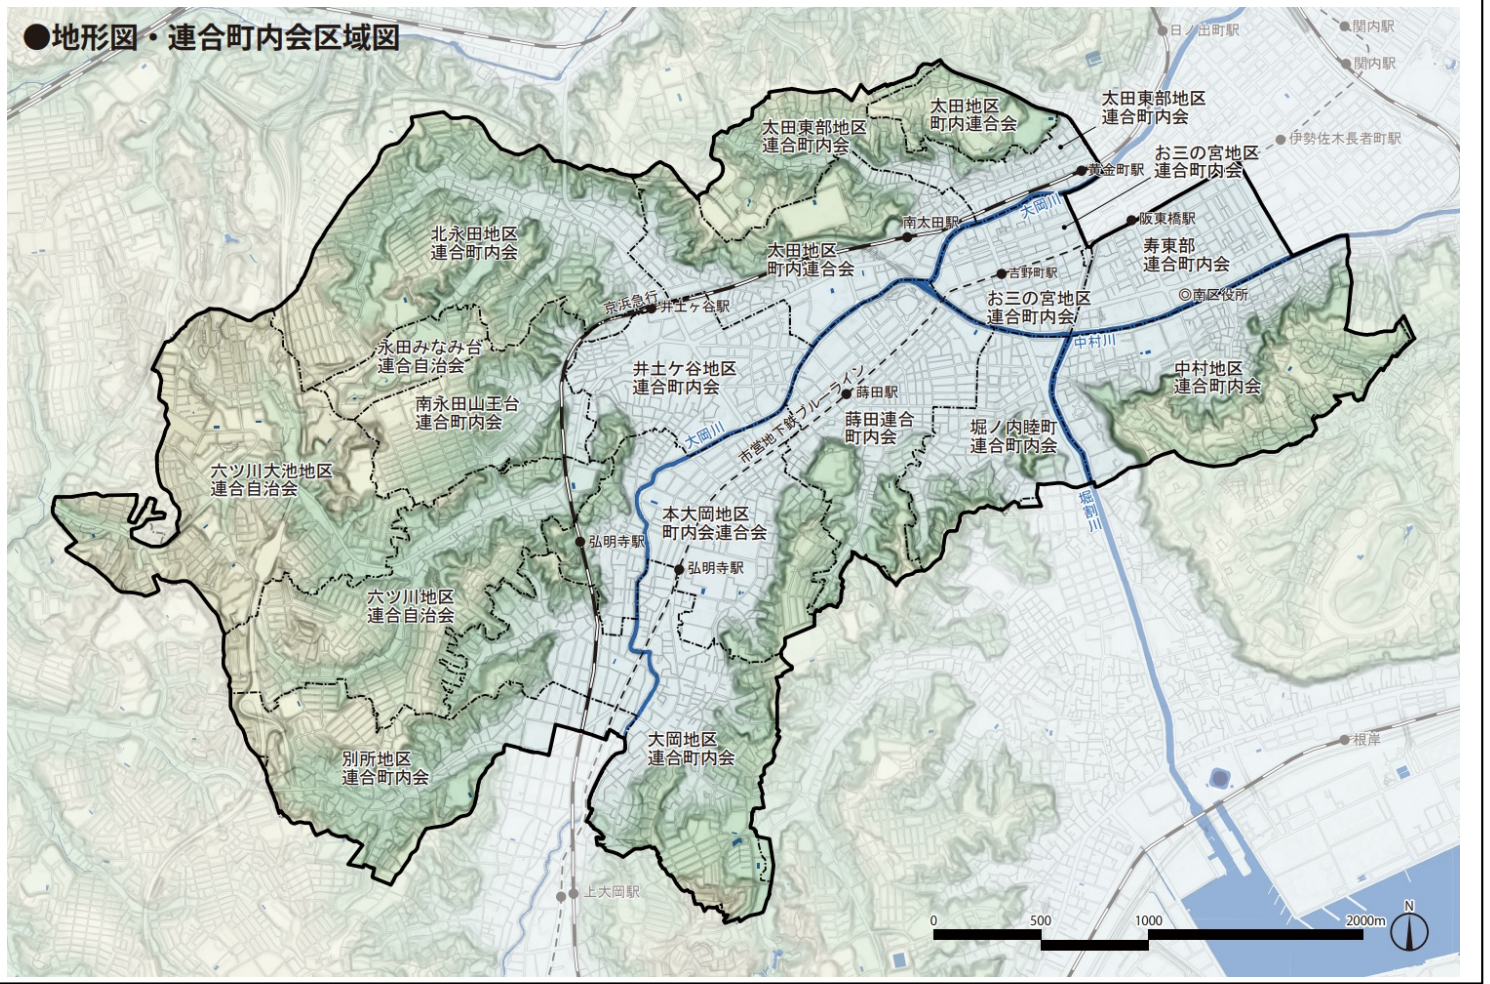 ●地形図・連合町内会区域図
日ノ出町駅
関内駅
関内駅
伊勢佐木長者町駅
太田東部地区
連合町内会
太田地区
町内連合会
太田東部地区
連合町内会
お三の宮地区
連合町内会
黄金町駅
大岡川
阪東橋駅
南太田駅
北永田地区
連合町内会
太田地区
町内連合会
寿東部
連合町内会
吉野町駅
◎南区役所
お三の宮地区
連合町内会
京浜急行
井土ヶ谷駅
中村川
永田みなみ台
連合自治会
井土ケ谷地区
連合町内会
中村地区
連合町内会
南永田山王台
連合町内会
蒔田駅
市営地下鉄ブルーライン
蒔田連合
町内会
堀ノ内睦町
連合町内会
大岡川
六ツ川大池地区
連合自治会
堀割川
本大岡地区
町内会連合会
弘明寺駅
弘明寺駅
六ツ川地区
連合自治会
別所地区
連合町内会
大岡地区
連合町内会
根岸
上大岡駅
0 500 1000 2000m
N